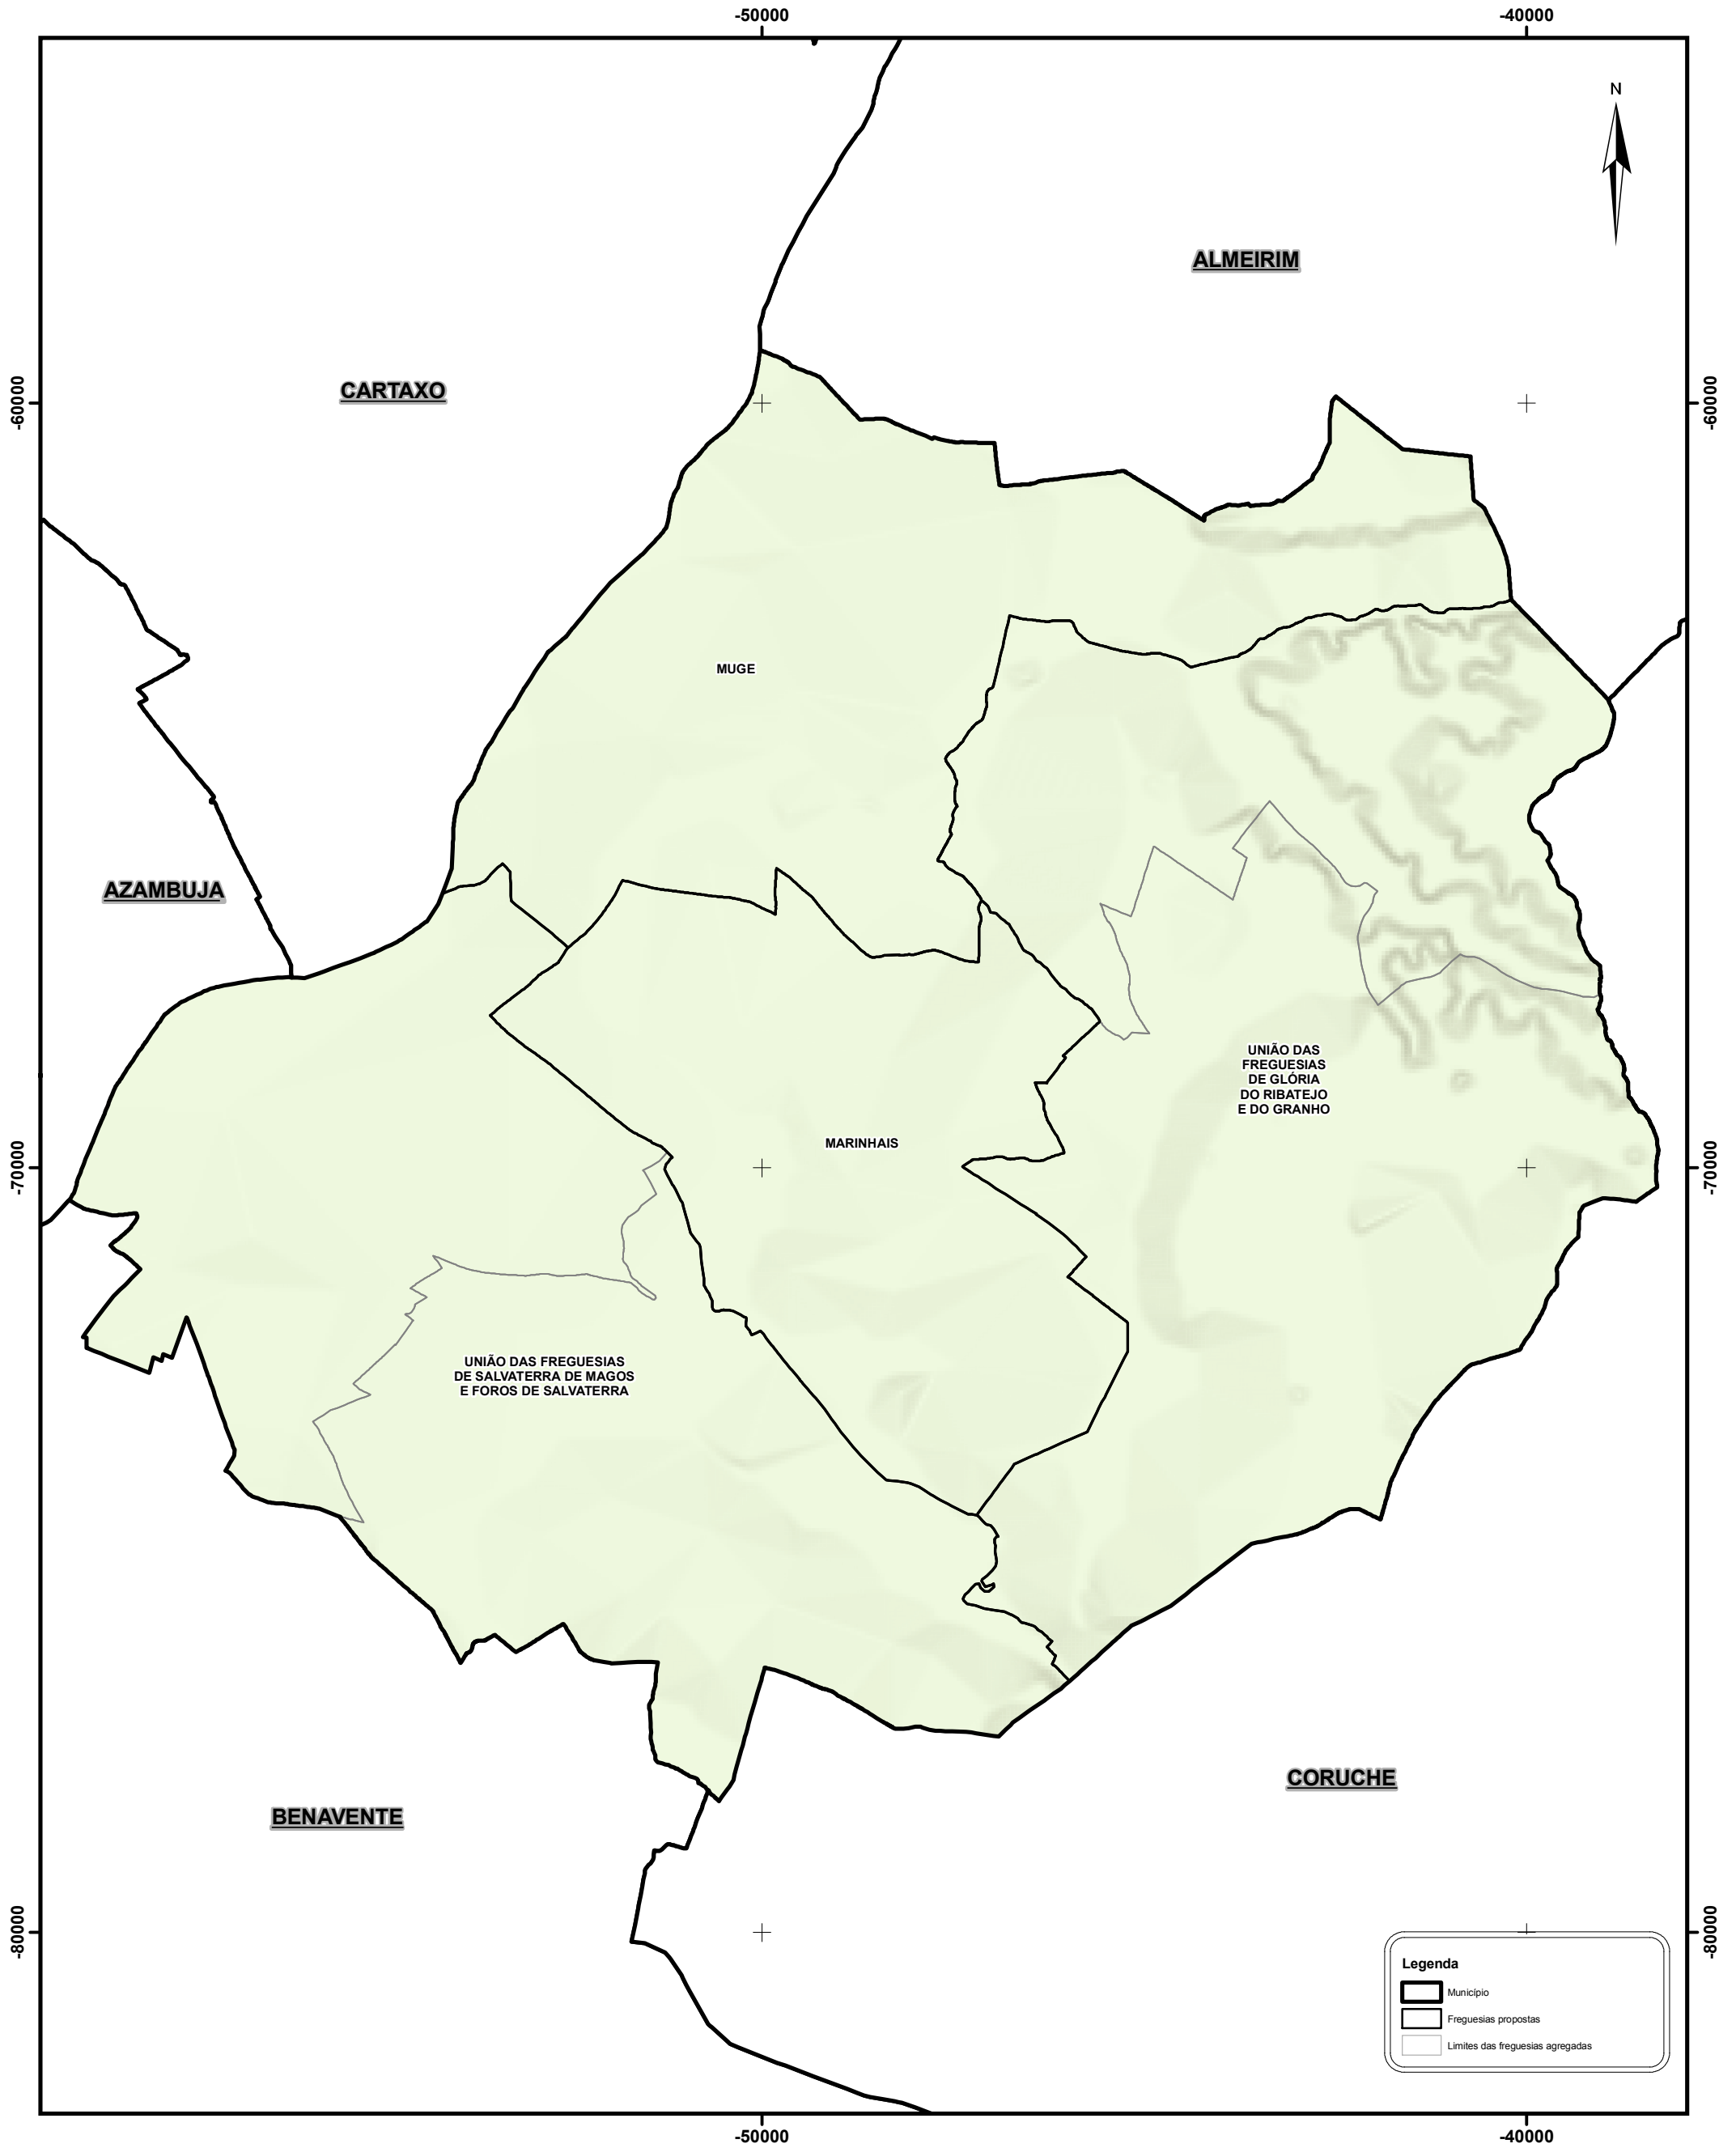 -50000
-40000
N
ALMEIRIM
CARTAXO
-60000
-60000
MUGE
AZAMBUJA
UNIÃO DAS
FREGUESIAS
DE GLÓRIA
DO RIBATEJO
E DO GRANHO
MARINHAIS
-70000
-70000
UNIÃO DAS FREGUESIAS
DE SALVATERRA DE MAGOS
E FOROS DE SALVATERRA
CORUCHE
BENAVENTE
-80000
-80000
Legenda
Município
Freguesias propostas
Limites das freguesias agregadas
-50000
-40000